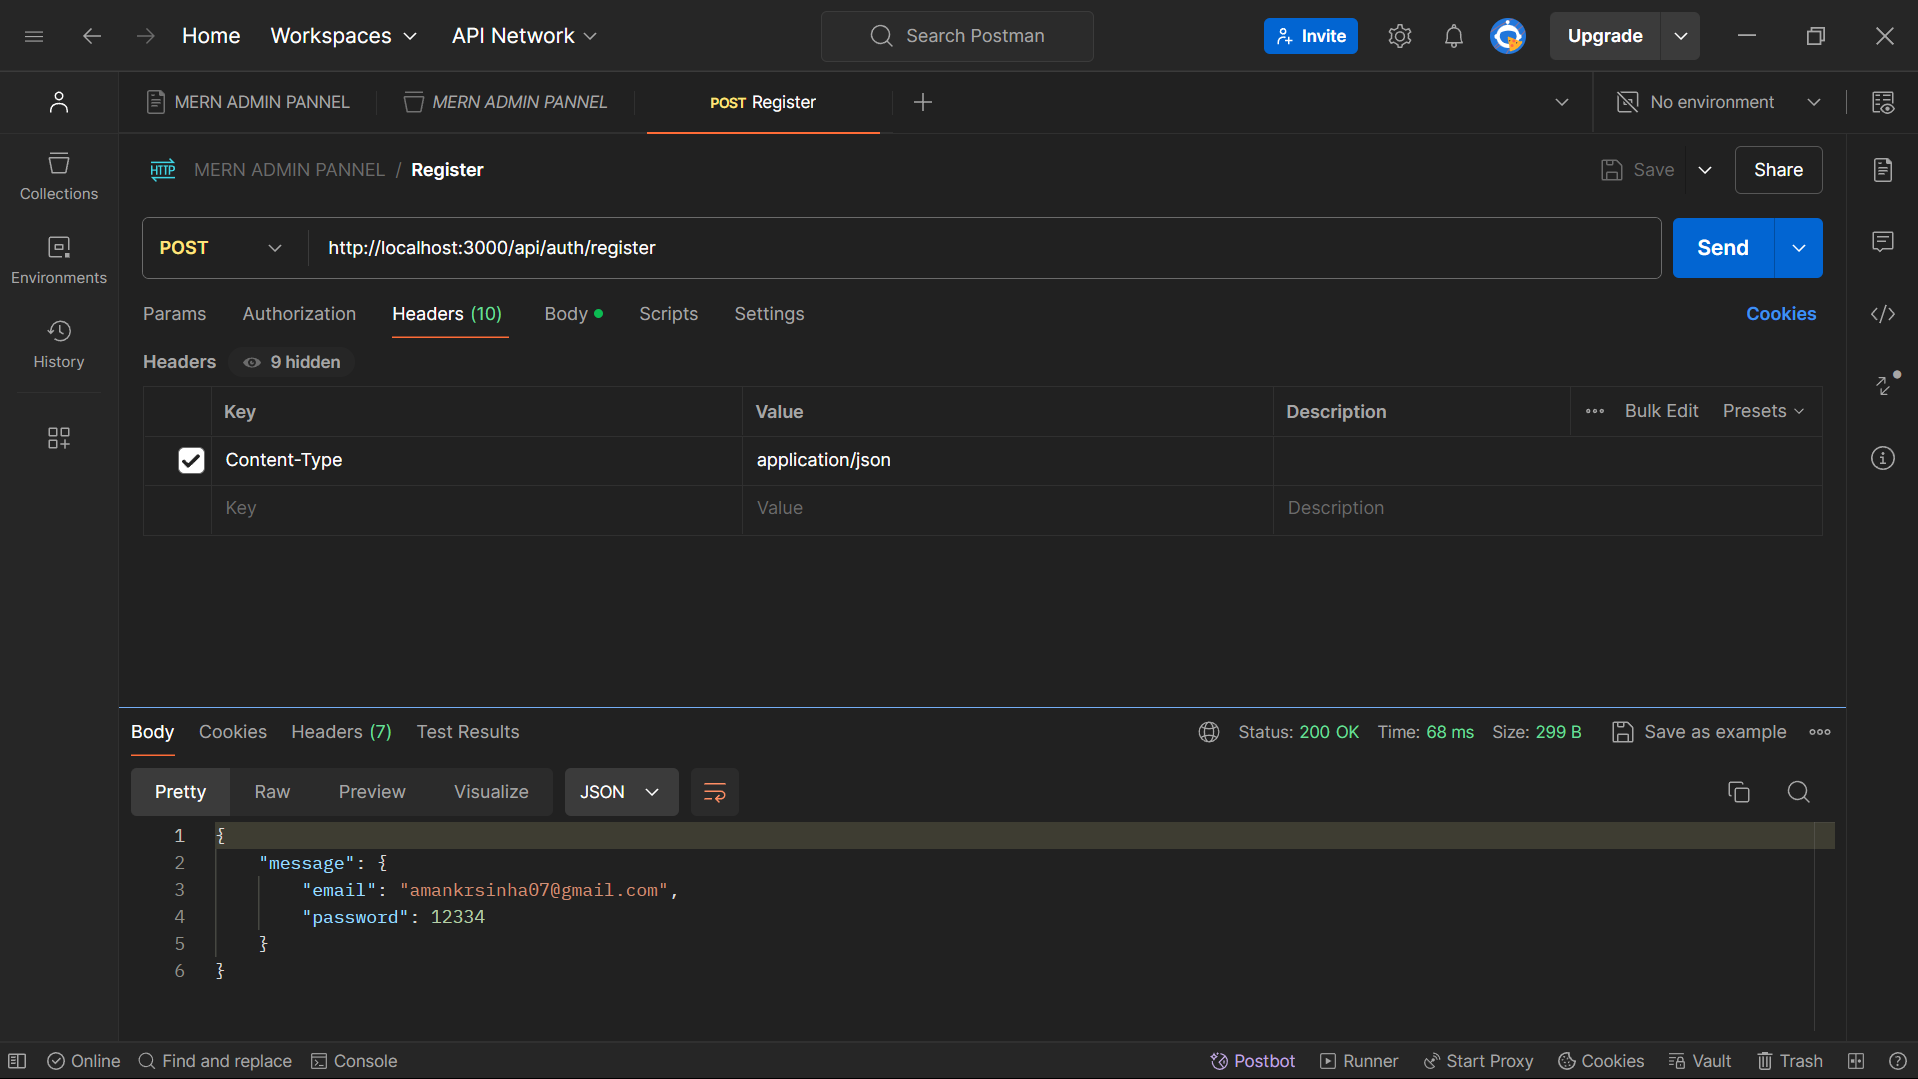 Home
Workspaces
API Network
Search Postman
Invite
Upgrade
MERN ADMIN PANNEL
MERN ADMIN PANNEL
POST Register
No environment
Collections
Environments
History
HTTP
MERN ADMIN PANNEL / Register
Save
Share
POST
http://localhost:3000/api/auth/register
Send
Params
Authorization
Headers (10)
Body
Scripts
Settings
Cookies
Headers
9 hidden
Key
Value
Description
Bulk Edit
Presets
Content-Type
application/json
Key
Value
Description
Body
Cookies
Headers (7)
Test Results
Status: 200 OK
Time: 68 ms
Size: 299 B
Save as example
Pretty
Raw
Preview
Visualize
JSON
1 {
2 "message": {
3 "email": "amankrsinha07@gmail.com",
4 "password": 12334
5 }
6 }
Online
Find and replace
Console
Postbot
Runner
Start Proxy
Cookies
Vault
Trash